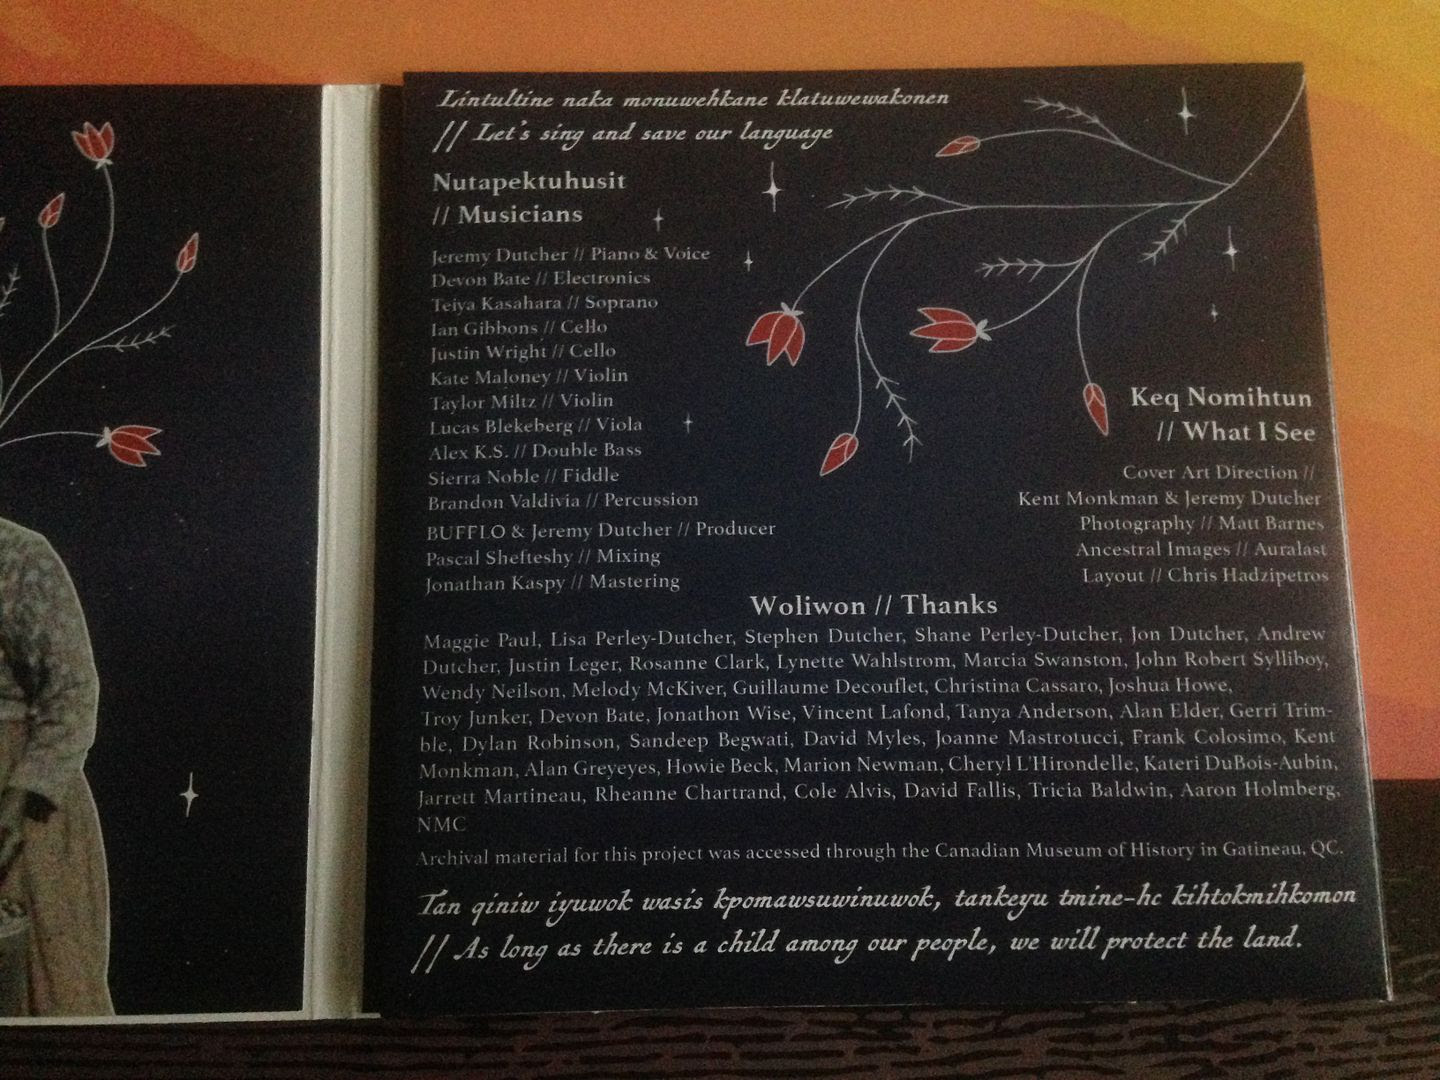 Lintultine naka monuwehkane klatuwewakonen
// Let's sing and save our language
Nutapektuhusit
// Musicians
Jeremy Dutcher // Piano & Voice
Devon Bate // Electronics
Teiya Kasahara // Soprano
Ian Gibbons // Cello
Justin Wright // Cello
Kate Maloney // Violin
Taylor Miltz // Violin
Lucas Blekeberg // Viola
Alex K.S. // Double Bass
Sierra Noble // Fiddle
Brandon Valdivia // Percussion
BUFFLO & Jeremy Dutcher // Producer
Pascal Shefteshy // Mixing
Jonathan Kaspy // Mastering
Keq Nomihtun
// What I See
Cover Art Direction //
Kent Monkman & Jeremy Dutcher
Photography // Matt Barnes
Ancestral Images // Auralast
Layout // Chris Hadzipetros
Woliwon // Thanks
Maggie Paul, Lisa Perley-Dutcher, Stephen Dutcher, Shane Perley-Dutcher, Jon Dutcher, Andrew
Dutcher, Justin Leger, Rosanne Clark, Lynette Wahlstrom, Marcia Swanston, John Robert Sylliboy,
Wendy Neilson, Melody McKiver, Guillaume Decouflet, Christina Cassaro, Joshua Howe,
Troy Junker, Devon Bate, Jonathon Wise, Vincent Lafond, Tanya Anderson, Alan Elder, Gerri Trim-
ble, Dylan Robinson, Sandeep Begwati, David Myles, Joanne Mastrotucci, Frank Colosimo, Kent
Monkman, Alan Greyeyes, Howie Beck, Marion Newman, Cheryl L'Hirondelle, Kateri DuBois-Aubin,
Jarrett Martineau, Rheanne Chartrand, Cole Alvis, David Fallis, Tricia Baldwin, Aaron Holmberg,
NMC
Archival material for this project was accessed through the Canadian Museum of History in Gatineau, QC.
Tan qiniw iyuwok wasis kpomawsuwinuwok, tankeyu tmine-hc kihtokmihkomon
// As long as there is a child among our people, we will protect the land.